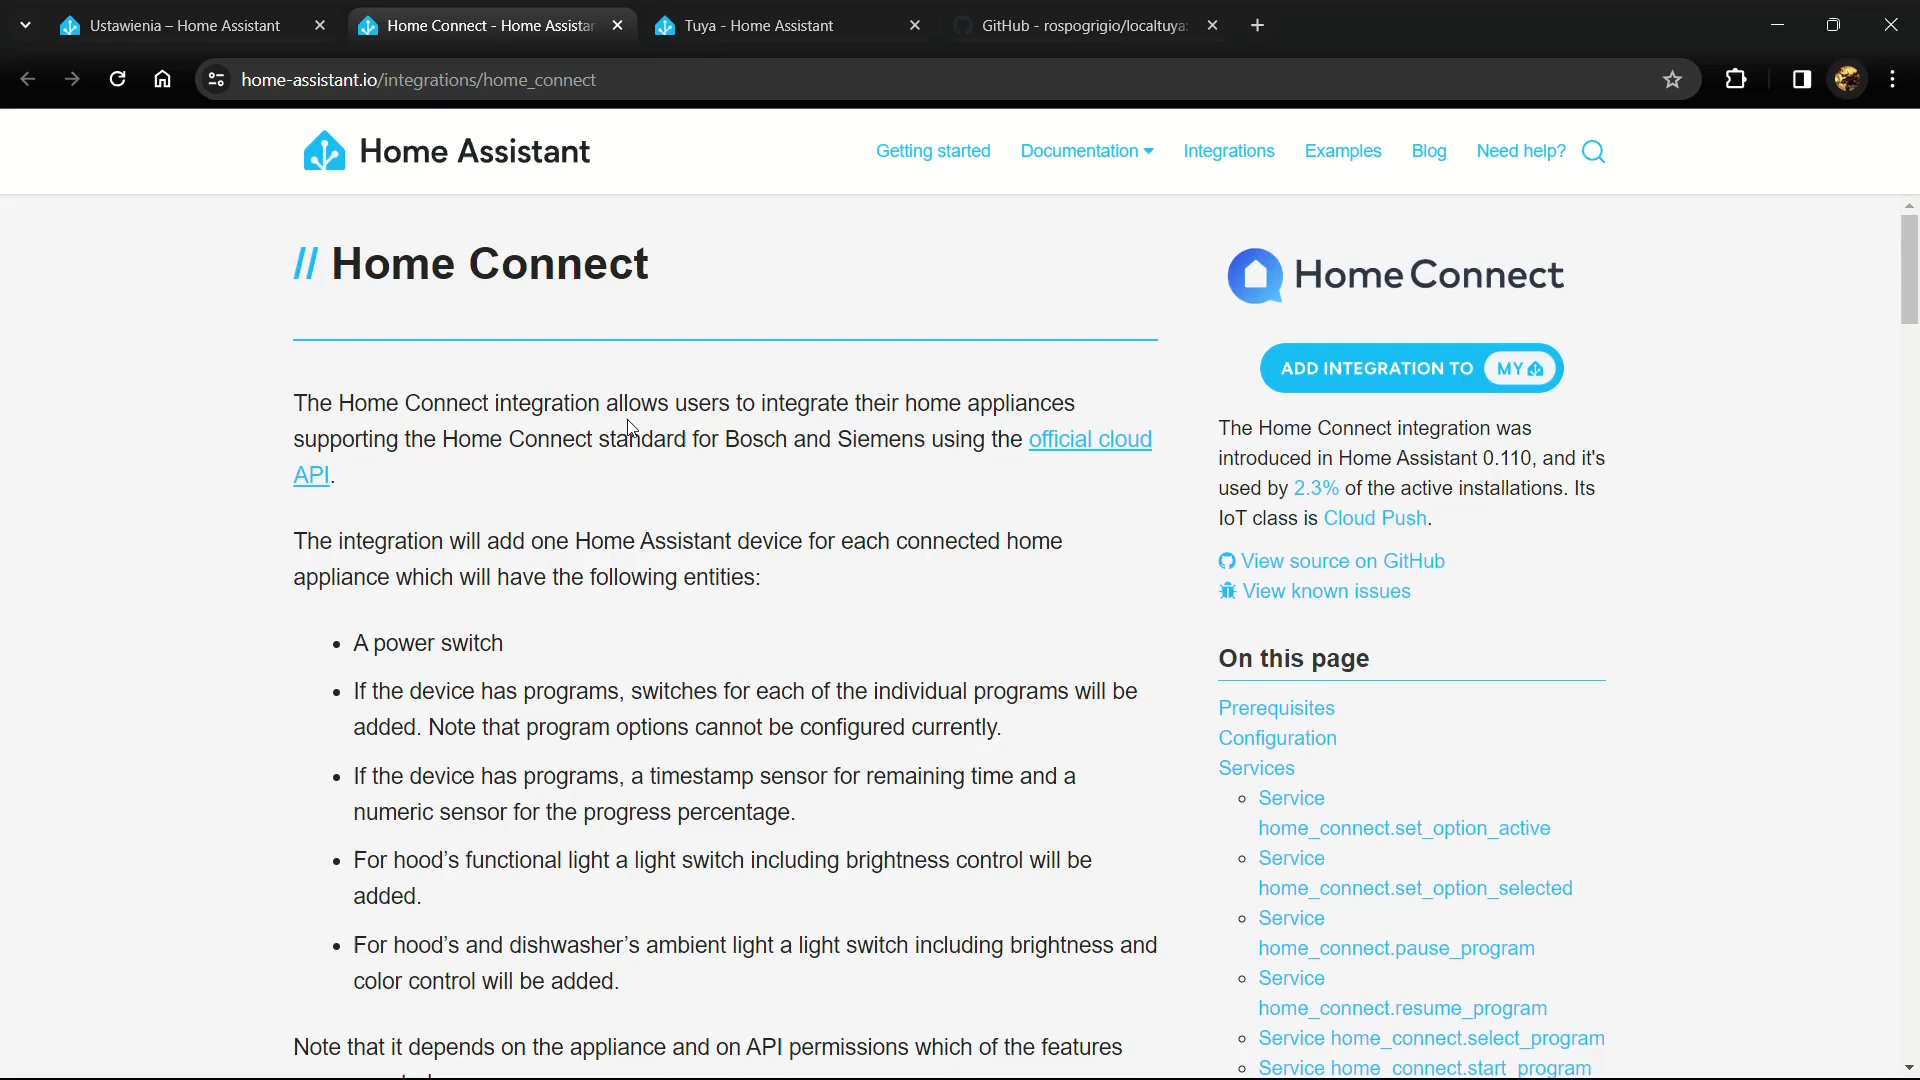 Ustawienia – Home Assistant
Home Connect - Home Assistan
Tuya - Home Assistant
GitHub - rospogrigio/localtuya:
home-assistant.io/integrations/home_connect
Home Assistant
Getting started
Documentation
Integrations
Examples
Blog
Need help?
// Home Connect
The Home Connect integration allows users to integrate their home appliances
supporting the Home Connect standard for Bosch and Siemens using the official cloud
API.
The integration will add one Home Assistant device for each connected home
appliance which will have the following entities:
• A power switch
• If the device has programs, switches for each of the individual programs will be
added. Note that program options cannot be configured currently.
• If the device has programs, a timestamp sensor for remaining time and a
numeric sensor for the progress percentage.
• For hood’s functional light a light switch including brightness control will be
added.
• For hood’s and dishwasher’s ambient light a light switch including brightness and
color control will be added.
Note that it depends on the appliance and on API permissions which of the features
Home Connect
ADD INTEGRATION TO MY
The Home Connect integration was
introduced in Home Assistant 0.110, and it's
used by 2.3% of the active installations. Its
IoT class is Cloud Push.
View source on GitHub
View known issues
On this page
Prerequisites
Configuration
Services
Service
home_connect.set_option_active
Service
home_connect.set_option_selected
Service
home_connect.pause_program
Service
home_connect.resume_program
Service home_connect.select_program
Service home_connect.start_program